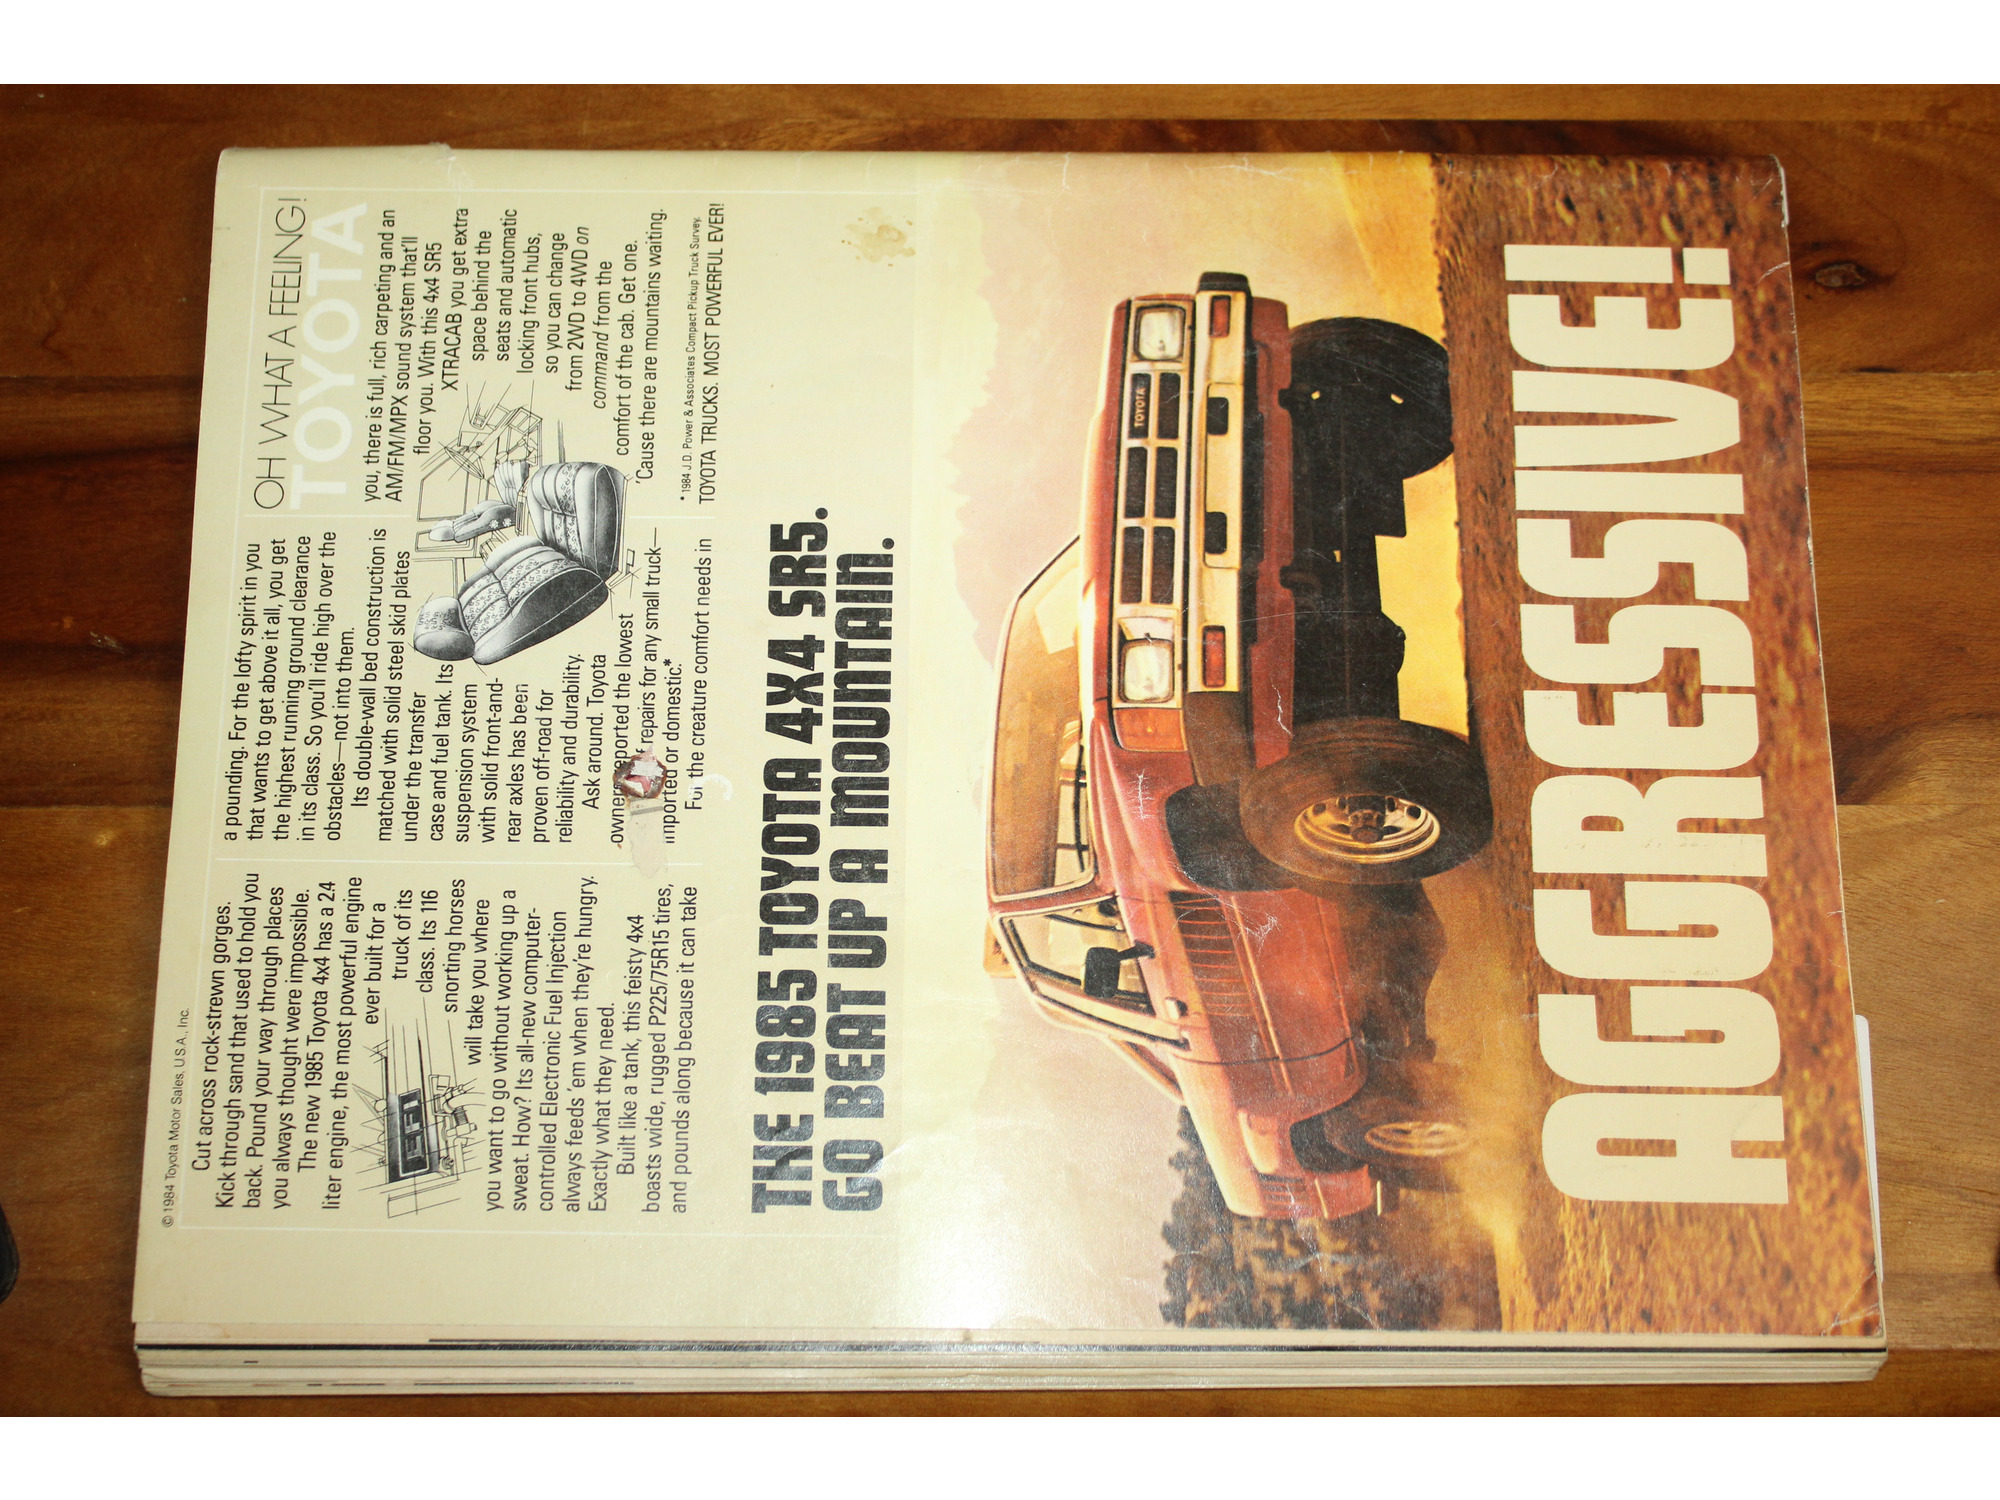 © 1984 Toyota Motor Sales, U.S.A., Inc.
Cut across rock-strewn gorges.
Kick through sand that used to hold you
back. Pound your way through places
you always thought were impossible.
The new 1985 Toyota 4x4 has a 2.4
liter engine, the most powerful engine
ever built for a
truck of its
class. Its 116
snorting horses
will take you where
you want to go without working up a
sweat. How? Its all-new computer-
controlled Electronic Fuel Injection
always feeds 'em when they're hungry.
Exactly what they need.
Built like a tank, this feisty 4x4
boasts wide, rugged P225/75R15 tires,
and pounds along because it can take
EFI
a pounding. For the lofty spirit in you
that wants to get above it all, you get
the highest running ground clearance
in its class. So you'll ride high over the
obstacles—not into them.
Its double-wall bed construction is
matched with solid steel skid plates
under the transfer
case and fuel tank. Its
suspension system
with solid front-and-
rear axles has been
proven off-road for
reliability and durability.
Ask around. Toyota
owners reported the lowest
of repairs for any small truck—
imported or domestic.*
For the creature comfort needs in
OH WHAT A FEELING!
TOYOTA
you, there is full, rich carpeting and an
AM/FM/MPX sound system that'll
floor you. With this 4x4 SR5
XTRACAB you get extra
space behind the
seats and automatic
locking front hubs,
so you can change
from 2WD to 4WD on
command from the
comfort of the cab. Get one.
'Cause there are mountains waiting.
*1984 J.D. Power & Associates Compact Pickup Truck Survey.
TOYOTA TRUCKS. MOST POWERFUL EVER!
THE 1985 TOYOTA 4X4 SR5.
GO BEAT UP A MOUNTAIN.
TOYOTA
AGGRESSIVE!